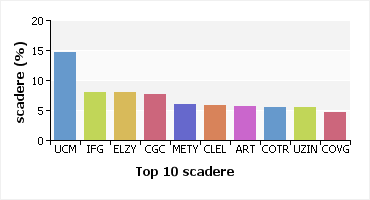 scadere (%)
20
15
10
5
0
UCM IFG ELZY CGC METY CLEL ART COTR UZIN COVG
Top 10 scadere